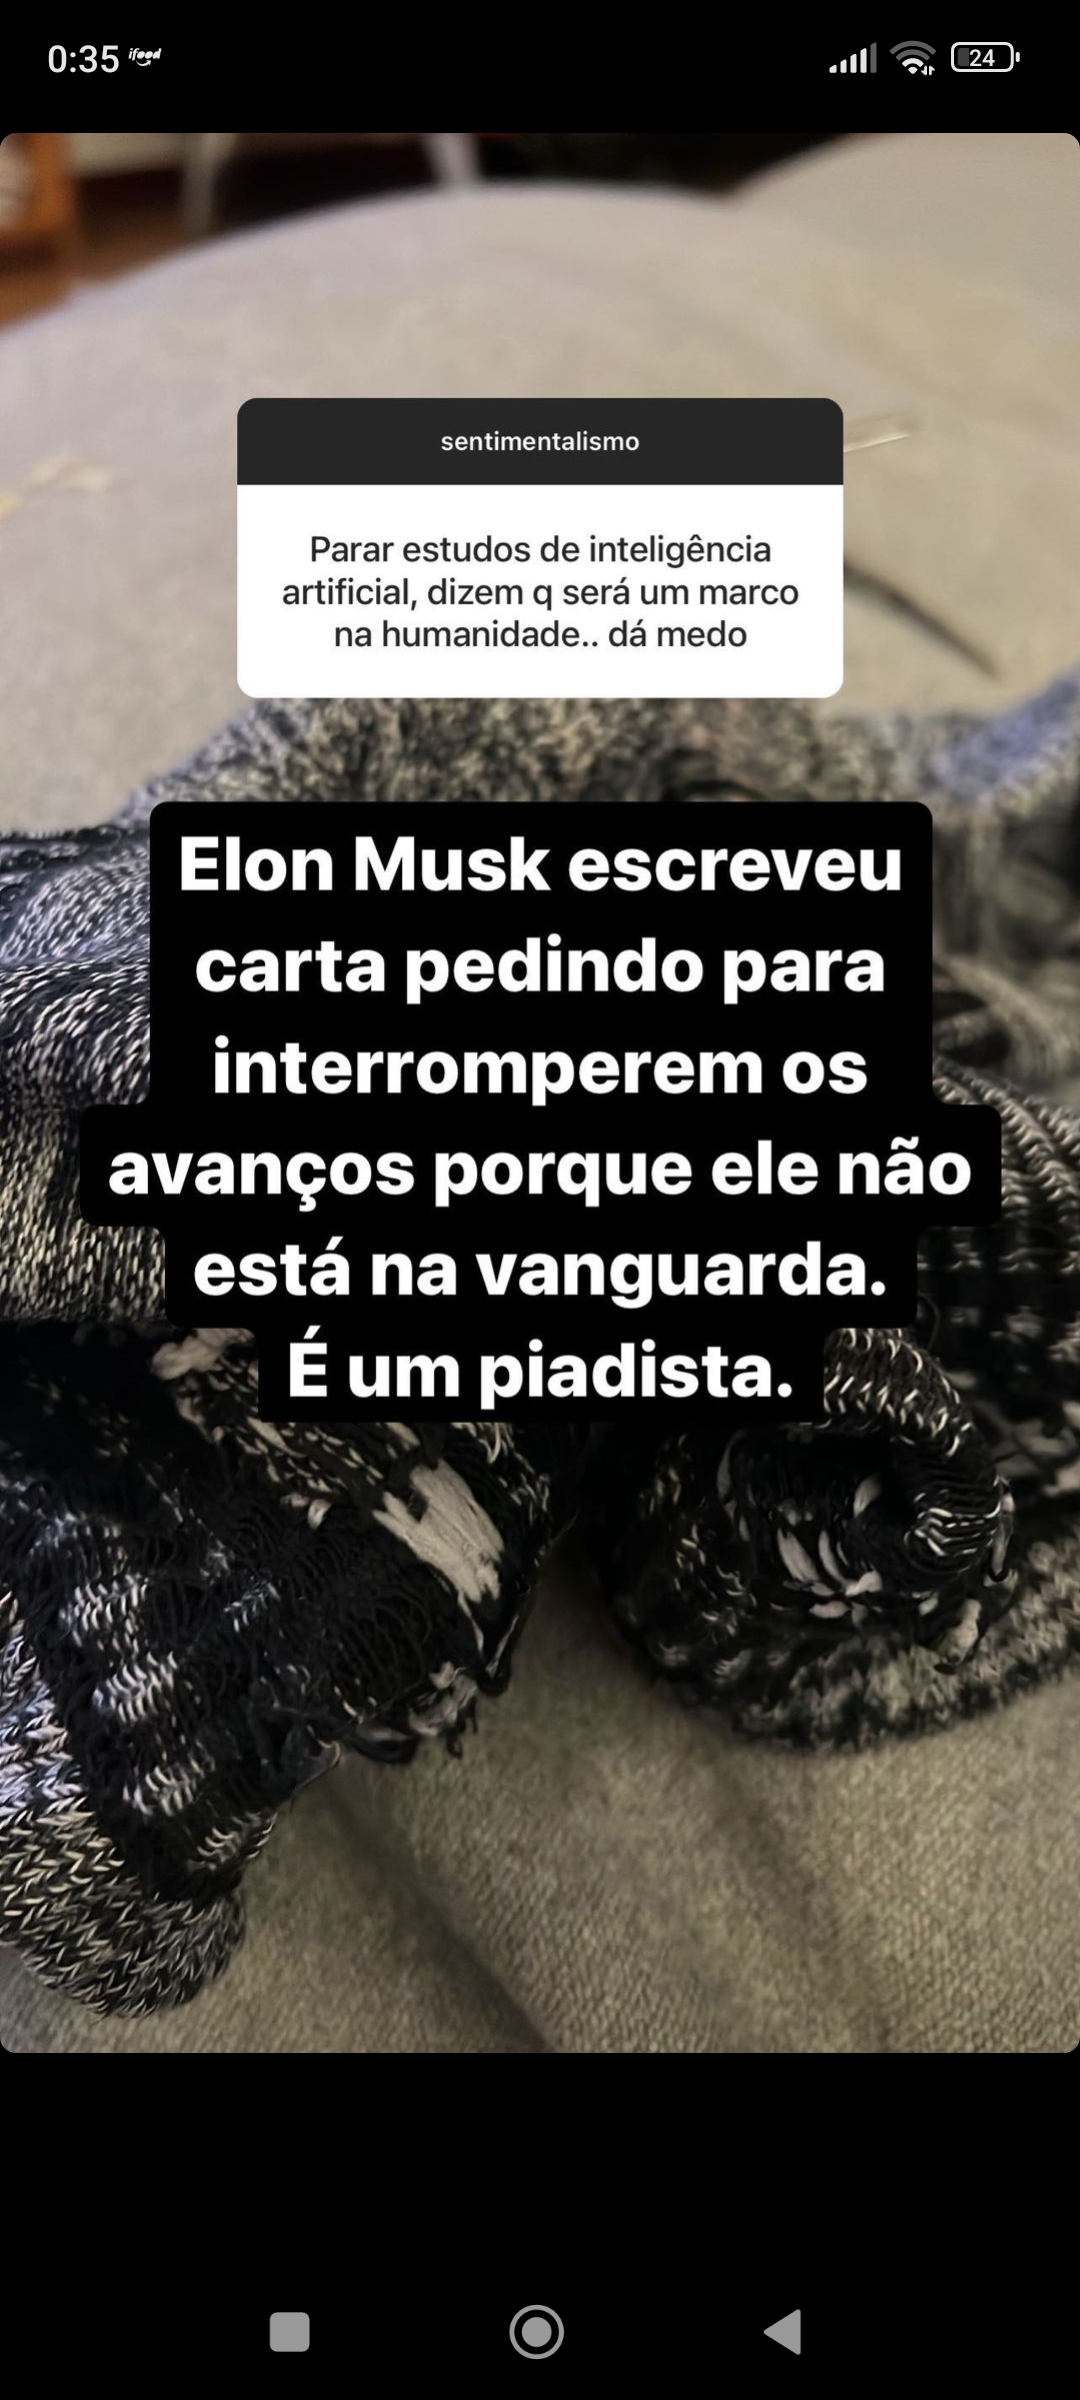 0:35 ifood
24
sentimentalismo
Parar estudos de inteligência
artificial, dizem q será um marco
na humanidade.. dá medo
Elon Musk escreveu
carta pedindo para
interromperem os
avanços porque ele não
está na vanguarda.
É um piadista.